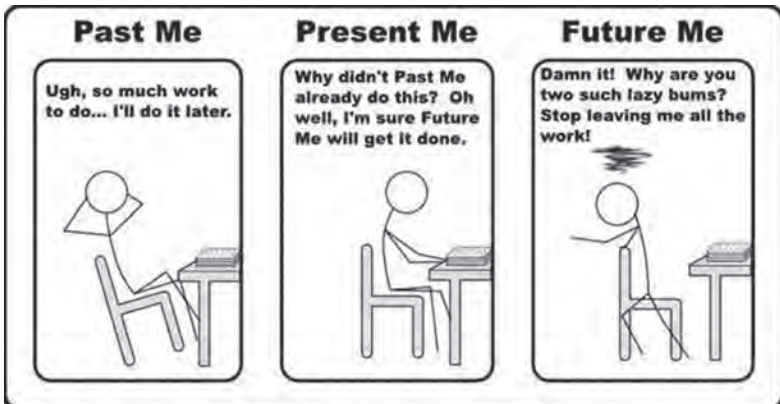 Past Me
Ugh, so much work
to do... I'll do it later.
Present Me
Why didn't Past Me
already do this?  Oh
well, I'm sure Future
Me will get it done.
Future Me
Damn it!  Why are you
two such lazy bums?
Stop leaving me all the
work!